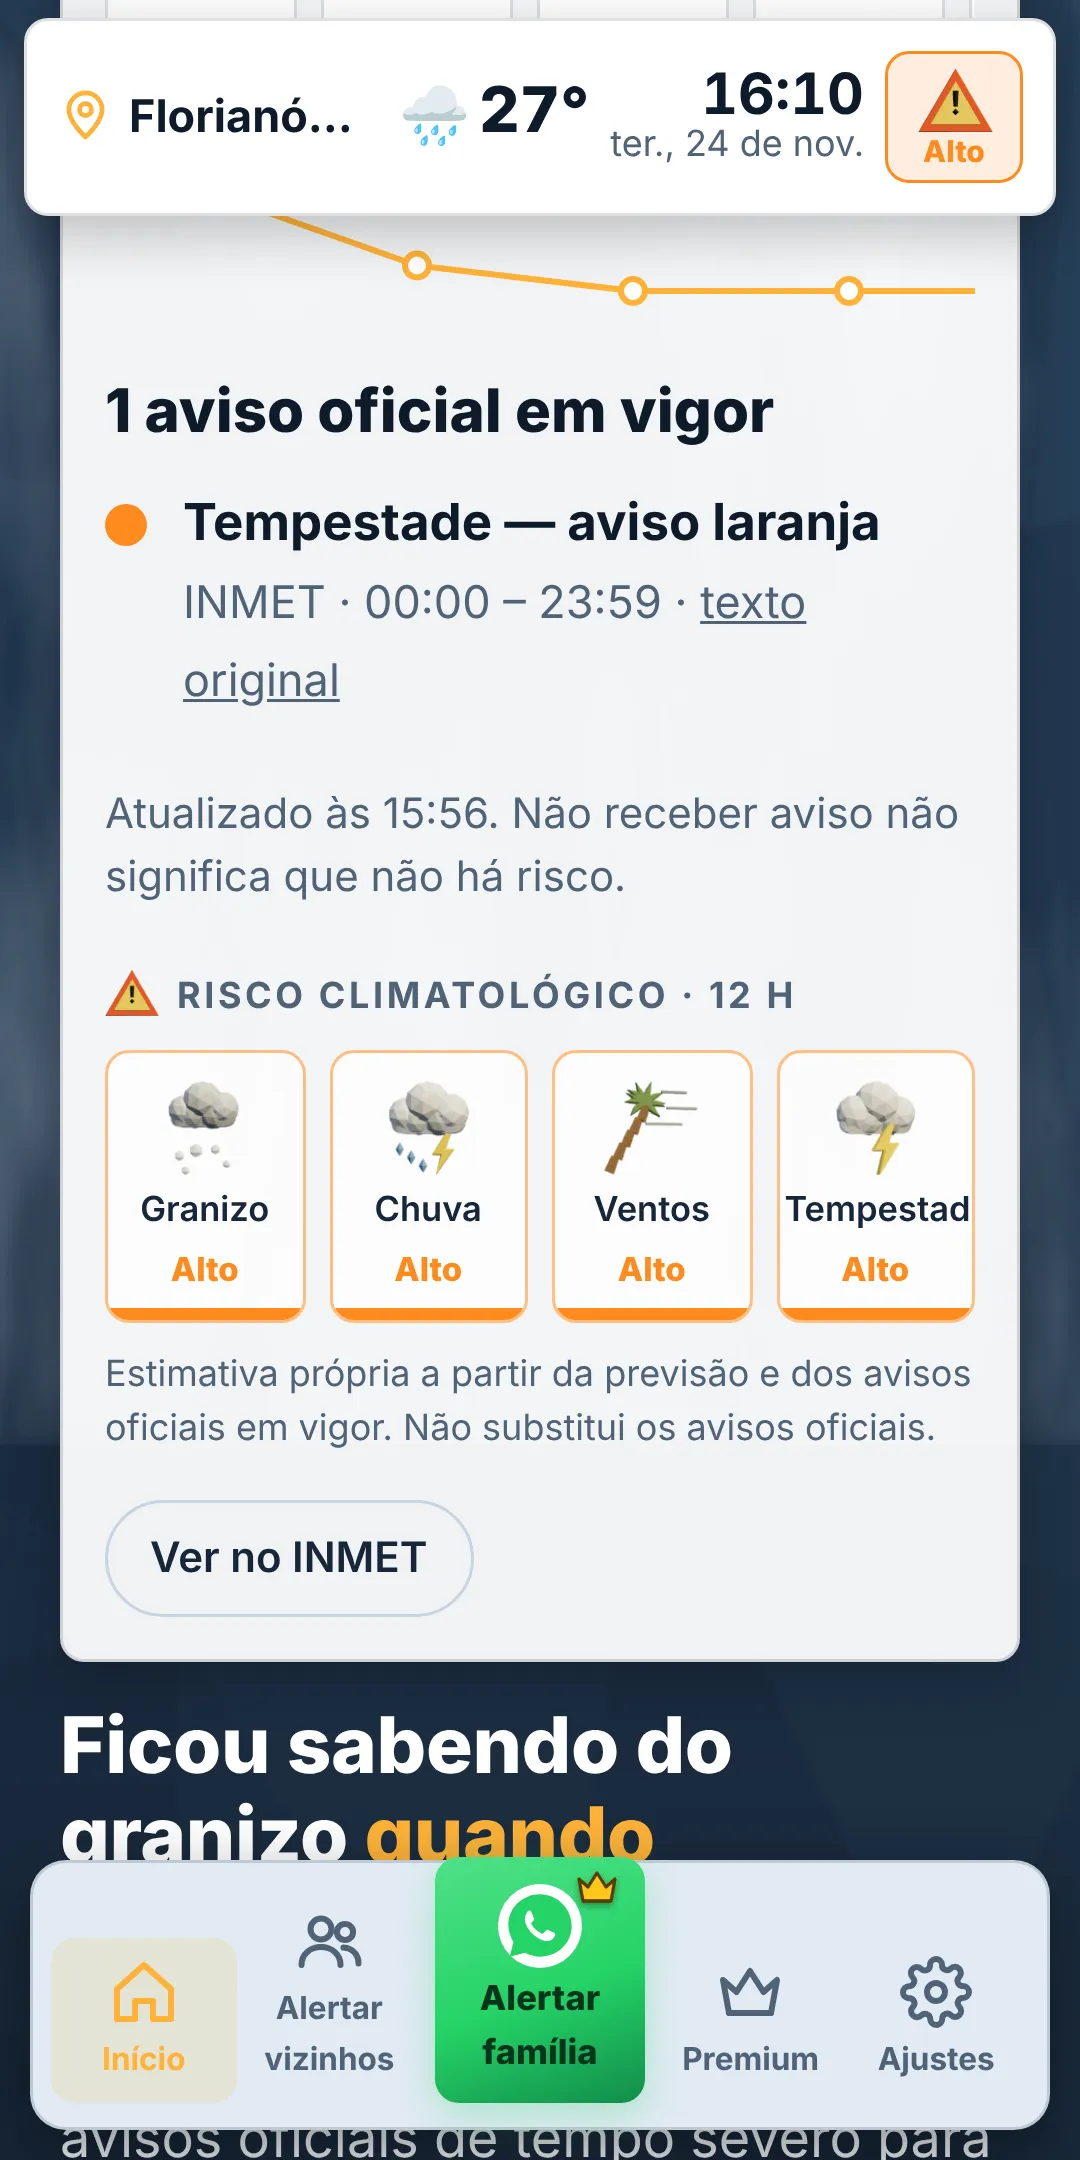 Florianó...
27°
16:10
ter., 24 de nov.
Alto
1 aviso oficial em vigor
Tempestade — aviso laranja
INMET · 00:00 – 23:59 · texto
original
Atualizado às 15:56. Não receber aviso não
significa que não há risco.
RISCO CLIMATOLÓGICO · 12 H
Granizo
Alto
Chuva
Alto
Ventos
Alto
Tempestad
Alto
Estimativa própria a partir da previsão e dos avisos
oficiais em vigor. Não substitui os avisos oficiais.
Ver no INMET
Ficou sabendo do
granizo quando
Início
Alertar
vizinhos
Alertar
família
Premium
Ajustes
avisos oficiais de tempo severo para